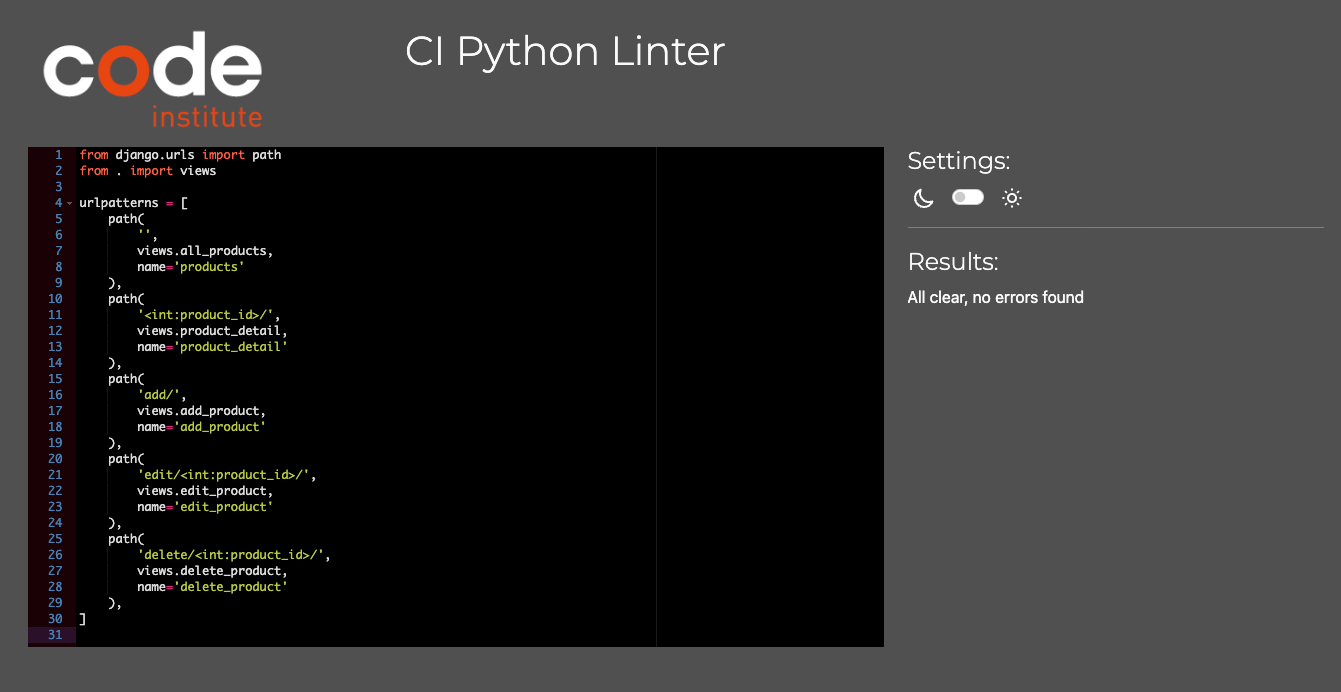 code
institute
CI Python Linter
1 from django.urls import path
2 from . import views
3
4 urlpatterns = [
5     path(
6         '',
7         views.all_products,
8         name='products'
9     ),
10     path(
11         '<int:product_id>/',
12         views.product_detail,
13         name='product_detail'
14     ),
15     path(
16         'add/',
17         views.add_product,
18         name='add_product'
19     ),
20     path(
21         'edit/<int:product_id>/',
22         views.edit_product,
23         name='edit_product'
24     ),
25     path(
26         'delete/<int:product_id>/',
27         views.delete_product,
28         name='delete_product'
29     ),
30 ]
31
Settings:
Results:
All clear, no errors found